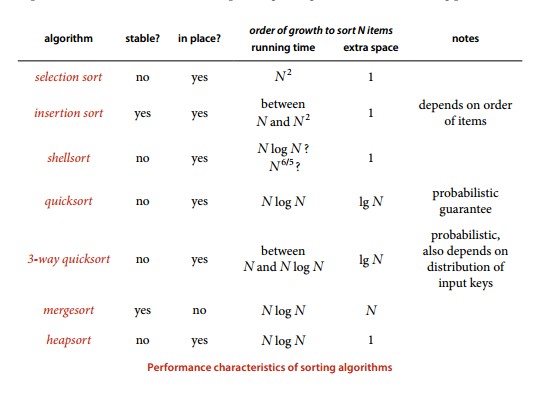 order of growth to sort N items
algorithm stable? in place? running time extra space notes
selection sort no yes N² 1
insertion sort yes yes between N and N² 1 depends on order of items
shellsort no yes N log N ? N^6/5 ? 1
quicksort no yes N log N lg N probabilistic guarantee
3-way quicksort no yes between N and N log N lg N probabilistic, also depends on distribution of input keys
mergesort yes no N log N N
heapsort no yes N log N 1
Performance characteristics of sorting algorithms